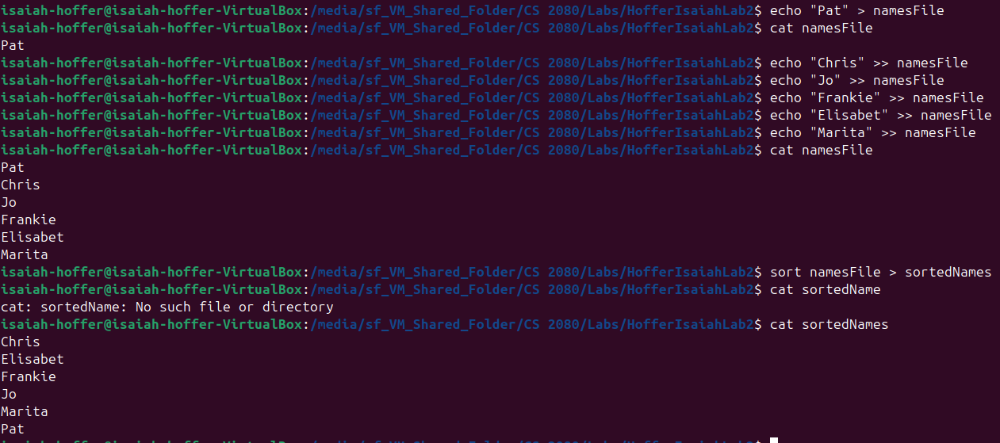 isaiah-hoffer@isaiah-hoffer-VirtualBox:/media/sf_VM_Shared_Folder/CS 2080/Labs/HofferIsaiahLab2$ echo "Pat" > namesFile
isaiah-hoffer@isaiah-hoffer-VirtualBox:/media/sf_VM_Shared_Folder/CS 2080/Labs/HofferIsaiahLab2$ cat namesFile
Pat
isaiah-hoffer@isaiah-hoffer-VirtualBox:/media/sf_VM_Shared_Folder/CS 2080/Labs/HofferIsaiahLab2$ echo "Chris" >> namesFile
isaiah-hoffer@isaiah-hoffer-VirtualBox:/media/sf_VM_Shared_Folder/CS 2080/Labs/HofferIsaiahLab2$ echo "Jo" >> namesFile
isaiah-hoffer@isaiah-hoffer-VirtualBox:/media/sf_VM_Shared_Folder/CS 2080/Labs/HofferIsaiahLab2$ echo "Frankie" >> namesFile
isaiah-hoffer@isaiah-hoffer-VirtualBox:/media/sf_VM_Shared_Folder/CS 2080/Labs/HofferIsaiahLab2$ echo "Elisabet" >> namesFile
isaiah-hoffer@isaiah-hoffer-VirtualBox:/media/sf_VM_Shared_Folder/CS 2080/Labs/HofferIsaiahLab2$ echo "Marita" >> namesFile
isaiah-hoffer@isaiah-hoffer-VirtualBox:/media/sf_VM_Shared_Folder/CS 2080/Labs/HofferIsaiahLab2$ cat namesFile
Pat
Chris
Jo
Frankie
Elisabet
Marita
isaiah-hoffer@isaiah-hoffer-VirtualBox:/media/sf_VM_Shared_Folder/CS 2080/Labs/HofferIsaiahLab2$ sort namesFile > sortedNames
isaiah-hoffer@isaiah-hoffer-VirtualBox:/media/sf_VM_Shared_Folder/CS 2080/Labs/HofferIsaiahLab2$ cat sortedName
cat: sortedName: No such file or directory
isaiah-hoffer@isaiah-hoffer-VirtualBox:/media/sf_VM_Shared_Folder/CS 2080/Labs/HofferIsaiahLab2$ cat sortedNames
Chris
Elisabet
Frankie
Jo
Marita
Pat